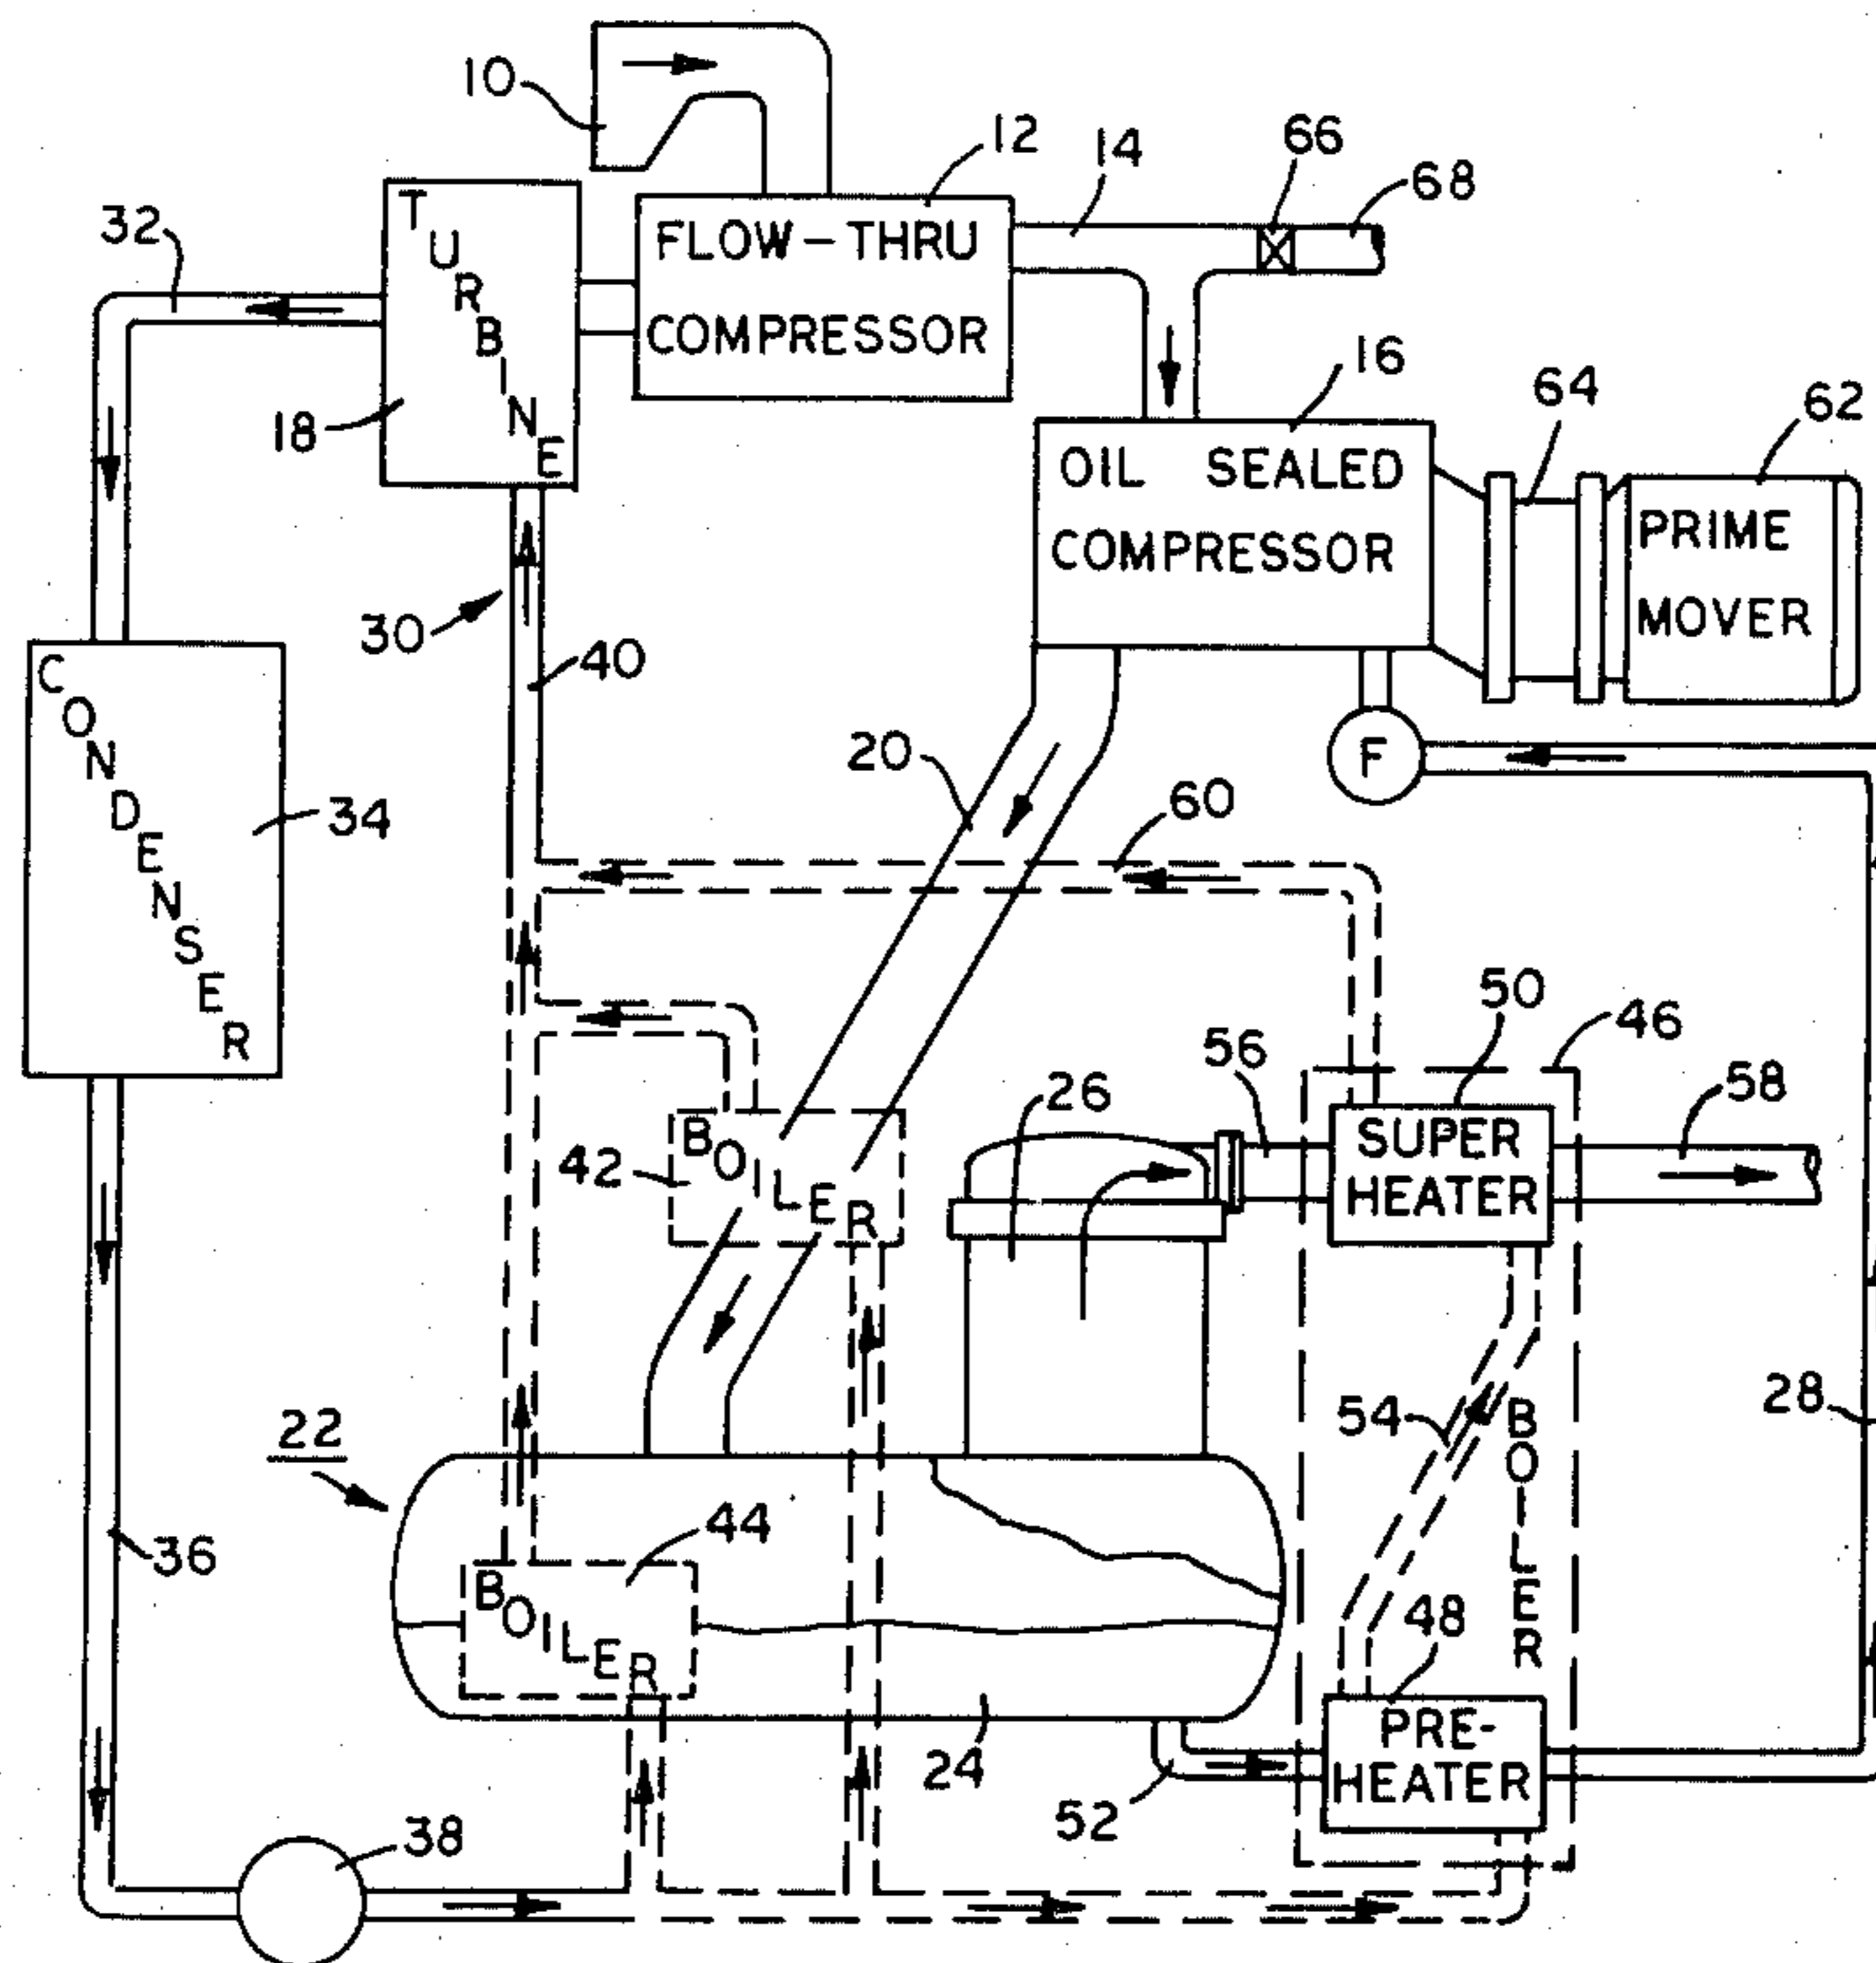 10
12
14
66
68
32
TURBINE
FLOW-THRU
COMPRESSOR
18
16
64
62
OIL SEALED
COMPRESSOR
PRIME
MOVER
30
40
CONDENSER
34
20
F
60
50
46
56
58
26
42
BOILER
SUPER
HEATER
54
BOILER
28
22
44
36
BOILER
48
PRE-
HEATER
24
52
38